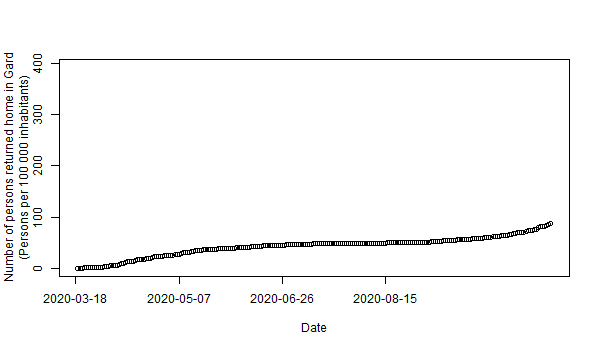 Number of persons returned home in Gard
(Persons per 100 000 inhabitants)
400
300
200
100
0
2020-03-18 2020-05-07 2020-06-26 2020-08-15
Date